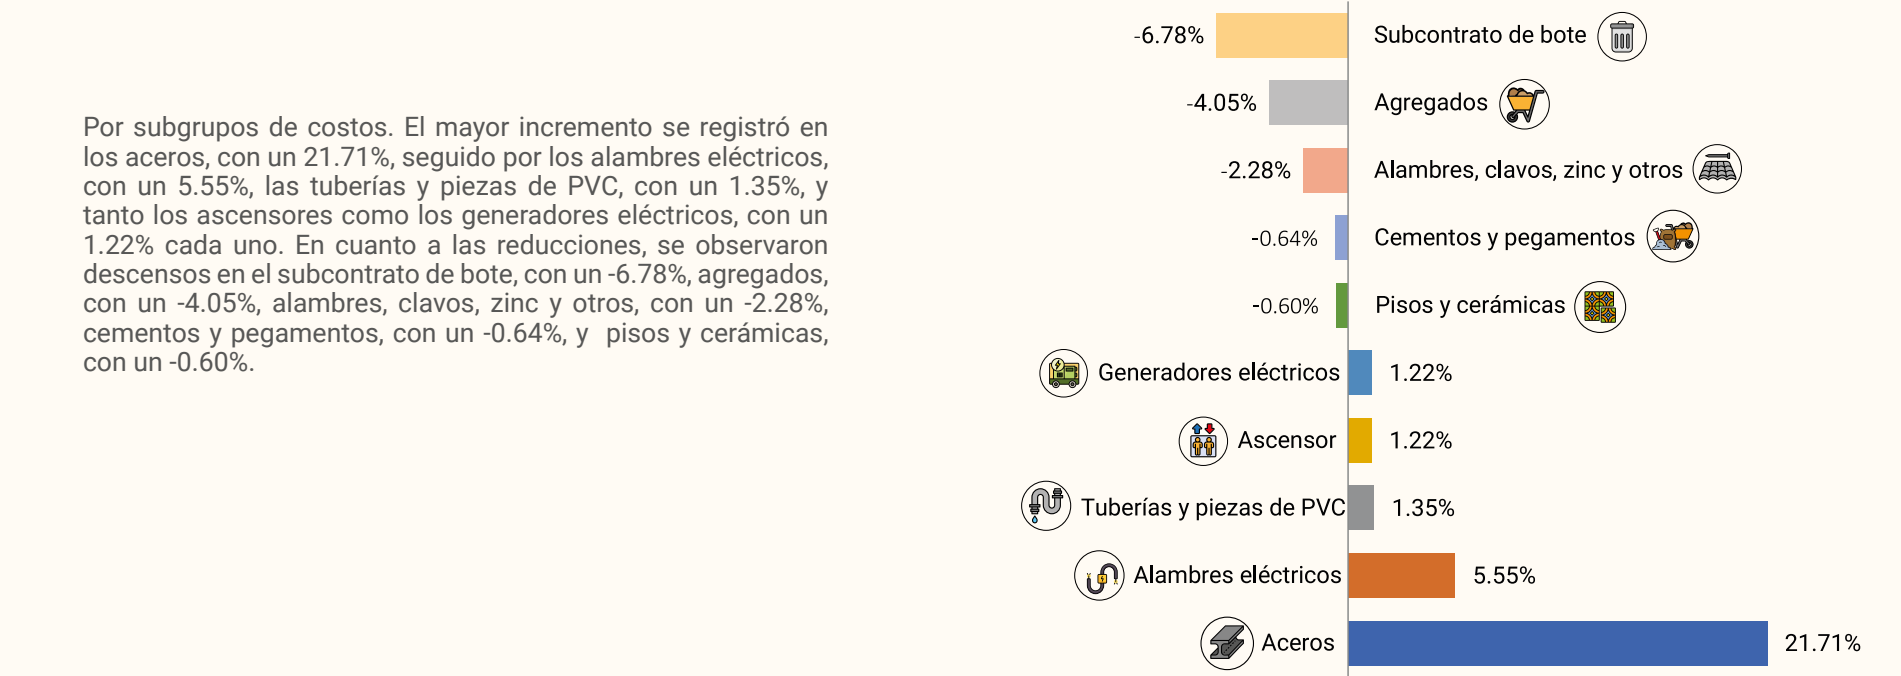 Por subgrupos de costos. El mayor incremento se registró en
los aceros, con un 21.71%, seguido por los alambres eléctricos,
con un 5.55%, las tuberías y piezas de PVC, con un 1.35%, y
tanto los ascensores como los generadores eléctricos, con un
1.22% cada uno. En cuanto a las reducciones, se observaron
descensos en el subcontrato de bote, con un -6.78%, agregados,
con un -4.05%, alambres, clavos, zinc y otros, con un -2.28%,
cementos y pegamentos, con un -0.64%, y pisos y cerámicas,
con un -0.60%.
-6.78% Subcontrato de bote
-4.05% Agregados
-2.28% Alambres, clavos, zinc y otros
-0.64% Cementos y pegamentos
-0.60% Pisos y cerámicas
Generadores eléctricos 1.22%
Ascensor 1.22%
Tuberías y piezas de PVC 1.35%
Alambres eléctricos 5.55%
Aceros 21.71%